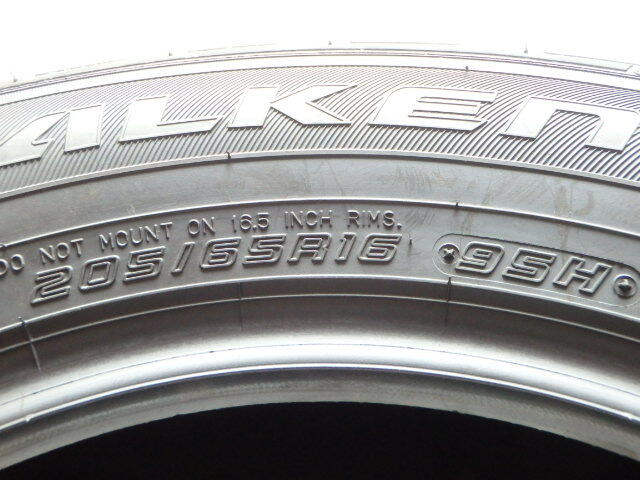 ALKEN
DO NOT MOUNT ON 16.5 INCH RIMS.
205/65R16 95H